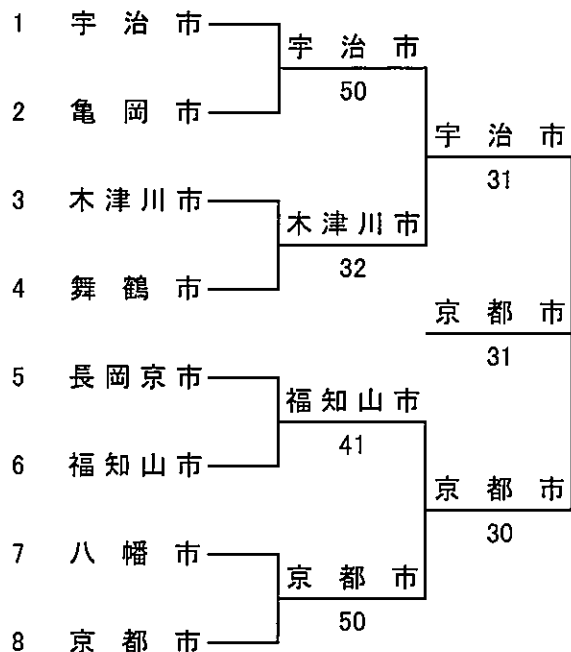 1 宇治市
宇治市
50
2 亀岡市
宇治市
31
3 木津川市
木津川市
32
4 舞鶴市
京都市
31
5 長岡京市
福知山市
41
6 福知山市
京都市
30
7 八幡市
京都市
50
8 京都市